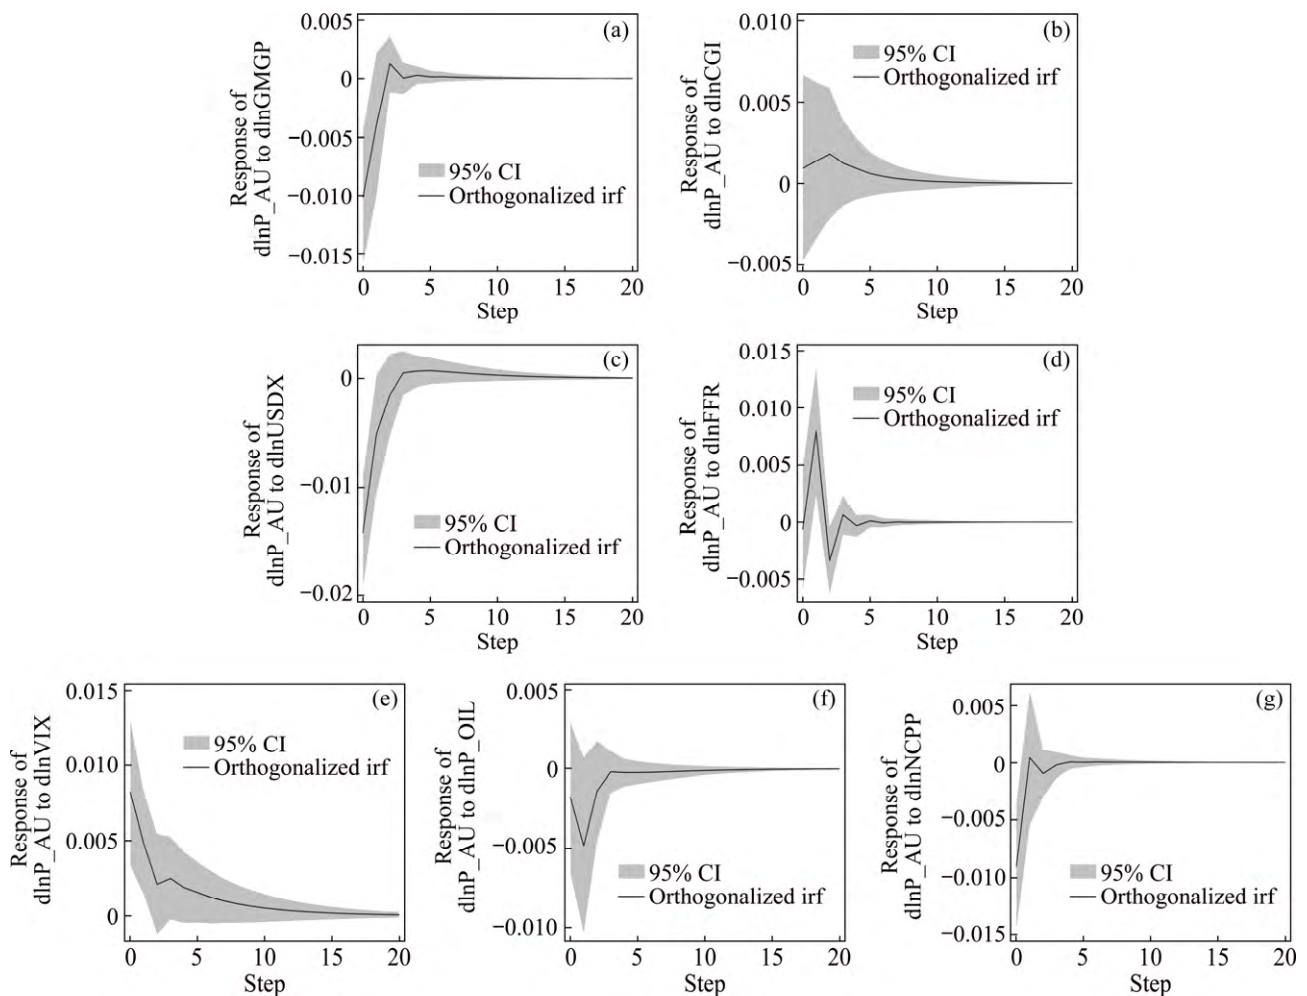 (a)
Response of
dlnP_AU to dlnGMGP
0.005
0
−0.005
−0.010
−0.015
95% CI
Orthogonalized irf
0 5 10 15 20
Step
(b)
Response of
dlnP_AU to dlnCGI
0.010
0.005
0
−0.005
95% CI
Orthogonalized irf
0 5 10 15 20
Step
(c)
Response of
dlnP_AU to dlnUSDX
0
−0.01
−0.02
95% CI
Orthogonalized irf
0 5 10 15 20
Step
(d)
Response of
dlnP_AU to dlnFFR
0.015
0.010
0.005
0
−0.005
95% CI
Orthogonalized irf
0 5 10 15 20
Step
(e)
Response of
dlnP_AU to dlnVIX
0.015
0.010
0.005
0
95% CI
Orthogonalized irf
0 5 10 15 20
Step
(f)
Response of
dlnP_AU to dlnP_OIL
0.005
0
−0.005
−0.010
95% CI
Orthogonalized irf
0 5 10 15 20
Step
(g)
Response of
dlnP_AU to dlnNCPP
0.005
0
−0.005
−0.010
−0.015
95% CI
Orthogonalized irf
0 5 10 15 20
Step